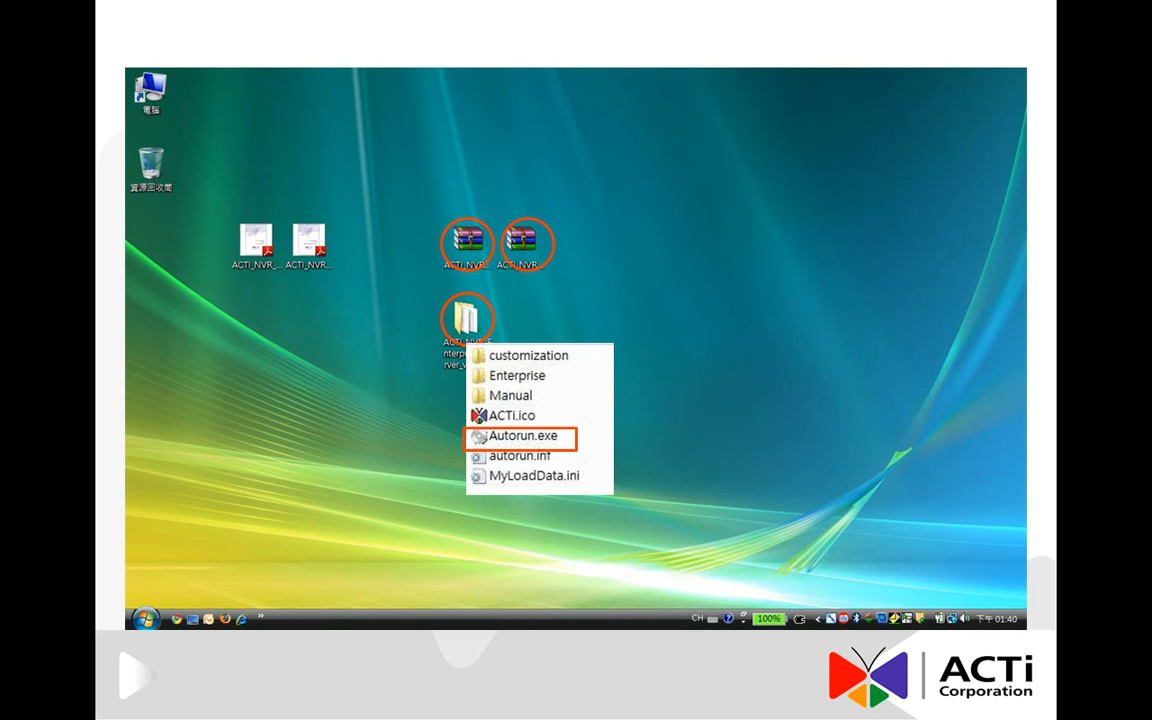 電腦
資源回收筒
ACTi_NVR_...
ACTi_NVR...
ACTi_NVR...
ACTi_NVR...
customization
Enterprise
Manual
ACTi.ico
Autorun.exe
autorun.inf
MyLoadData.ini
CH
100%
下午 01:40
ACTi
Corporation